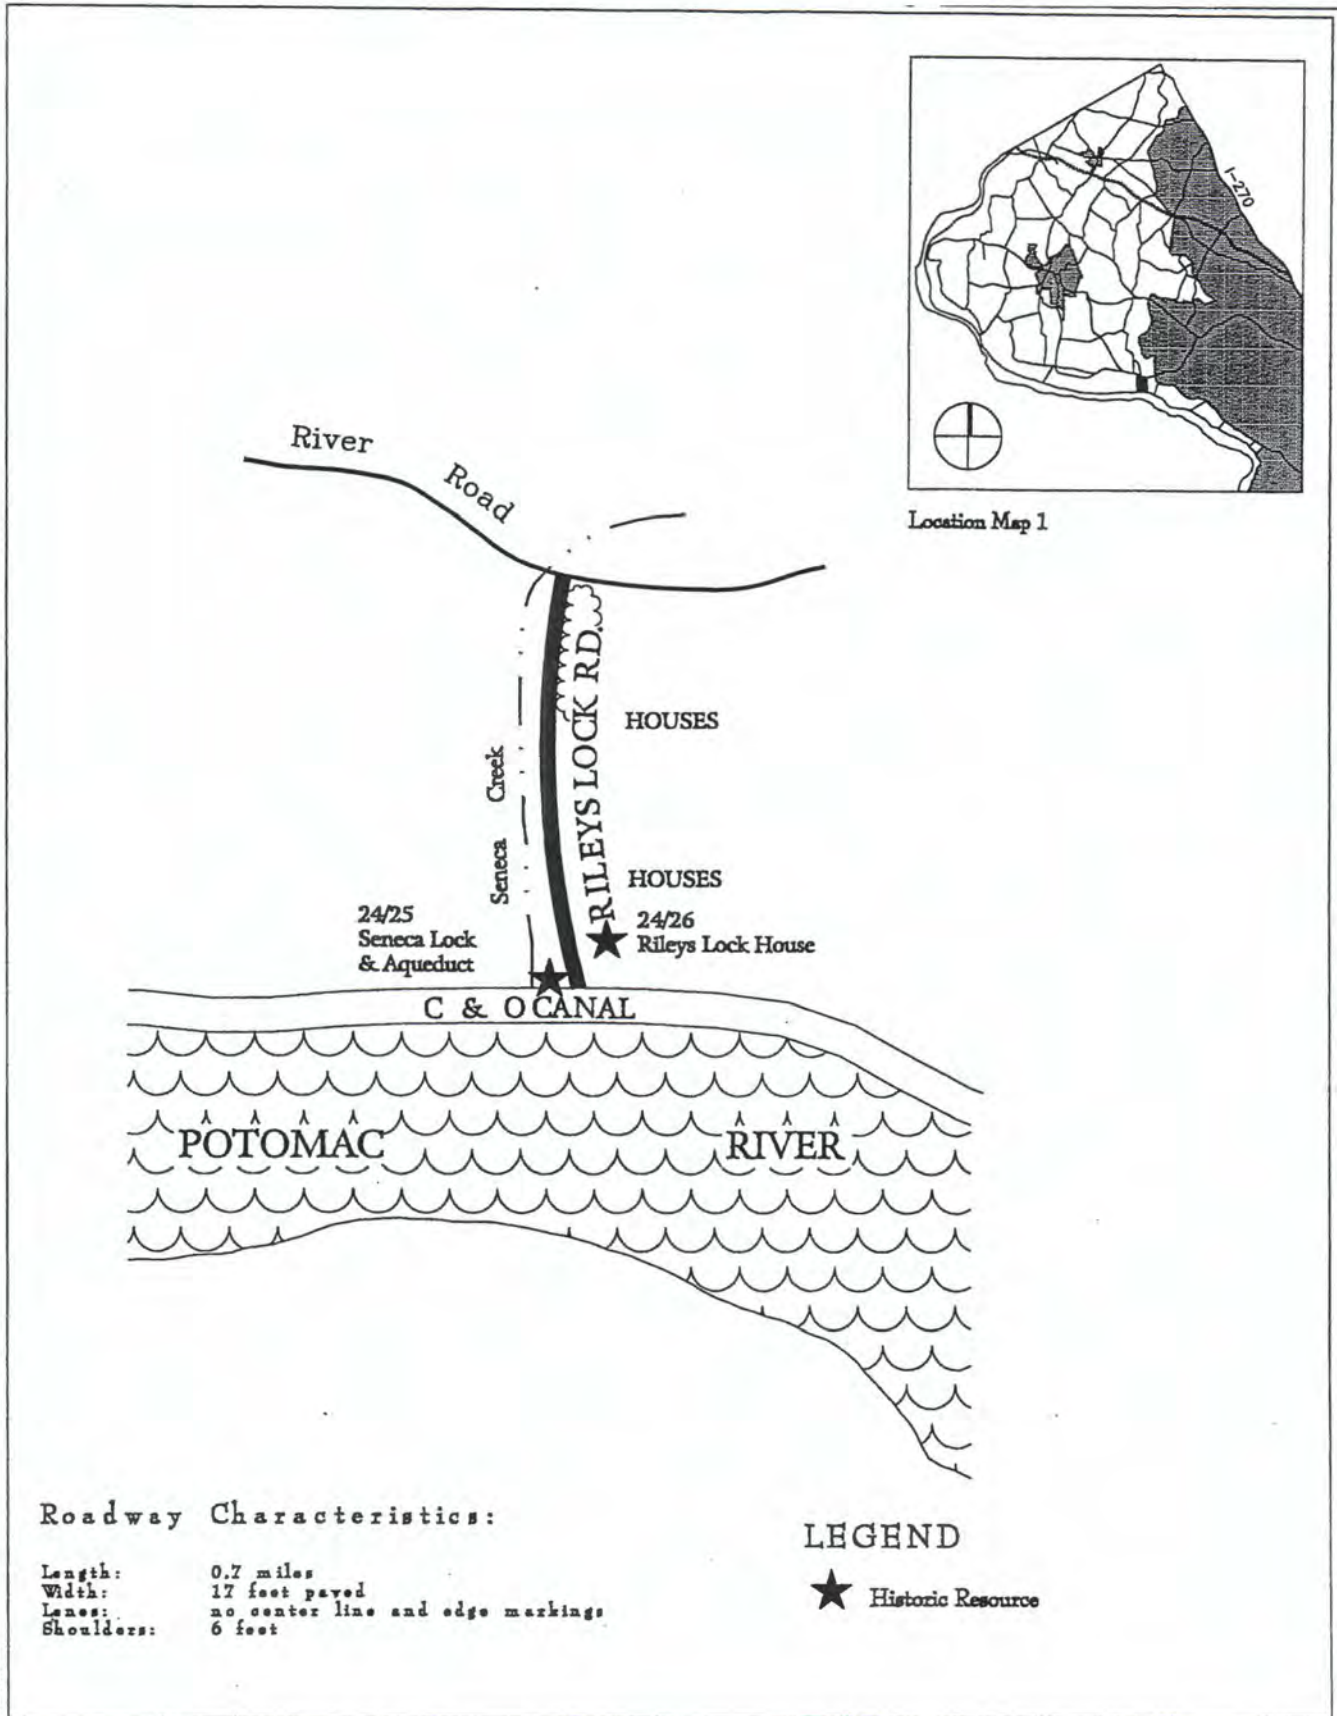 I-270
Location Map 1
River Road
RILEYS LOCK RD.
HOUSES
Seneca Creek
HOUSES
24/25
Seneca Lock
& Aqueduct
24/26
Rileys Lock House
C & O CANAL
POTOMAC RIVER
Roadway Characteristics:
Length: 0.7 miles
Width: 17 feet paved
Lanes: no center line and edge markings
Shoulders: 6 feet
LEGEND
Historic Resource